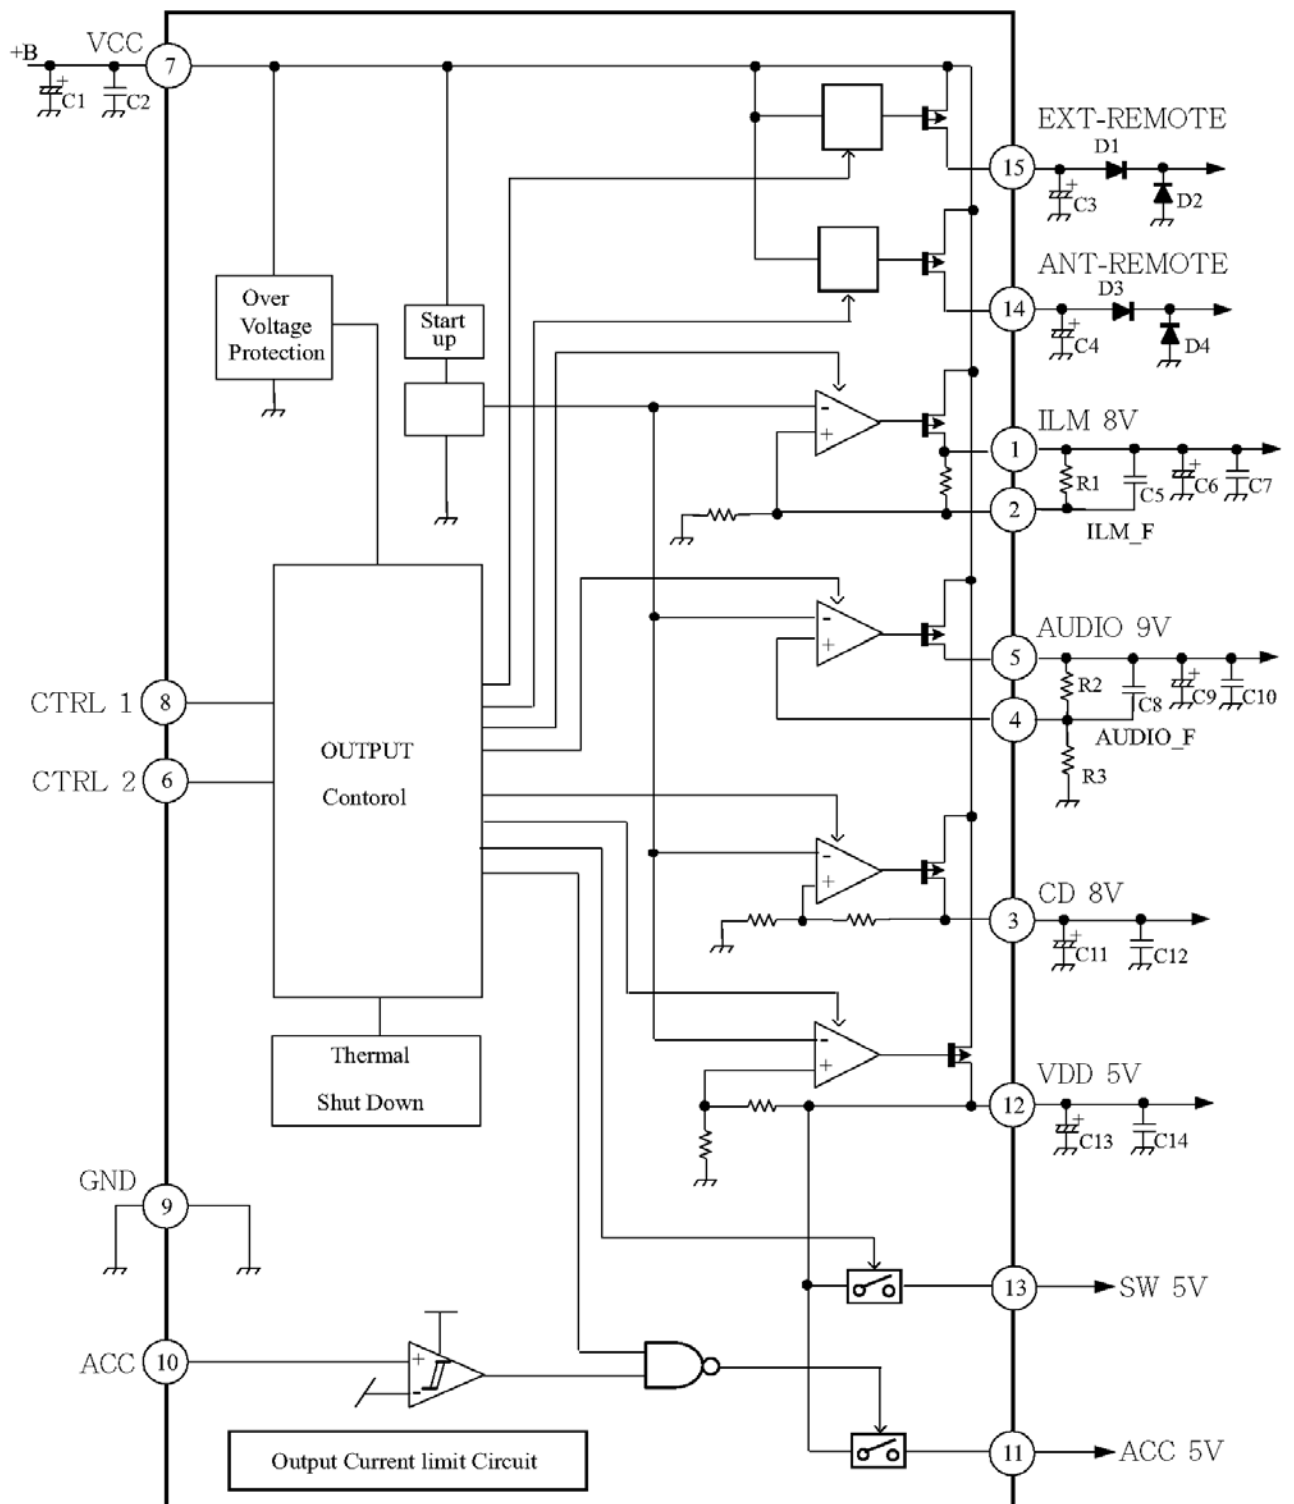 +B
VCC
7
C1
C2
EXT-REMOTE
D1
15
C3
D2
ANT-REMOTE
D3
14
C4
D4
Over
Voltage
Protection
Start
up
-
+
ILM 8V
1
R1
C5
+
C6
C7
2
ILM_F
-
+
AUDIO 9V
5
R2
C8
+
C9
C10
4
AUDIO_F
R3
CTRL 1
8
CTRL 2
6
OUTPUT
Contorol
-
+
CD 8V
3
+
C11
C12
Thermal
Shut Down
-
+
VDD 5V
12
+
C13
C14
GND
9
13
SW 5V
ACC
10
+
-
11
ACC 5V
Output Current limit Circuit